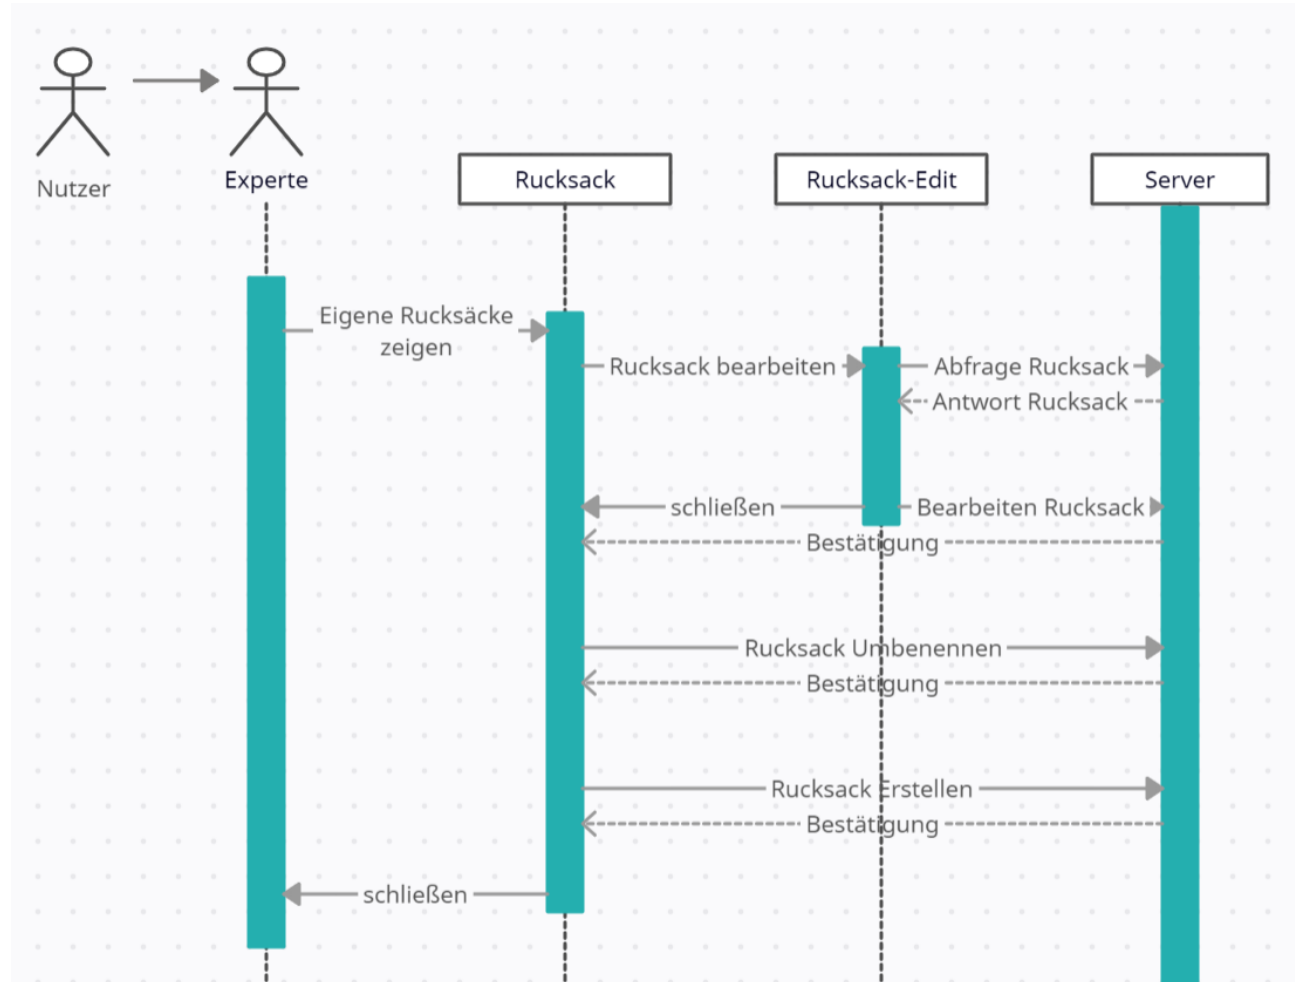 Nutzer
Experte
Rucksack
Rucksack-Edit
Server
Eigene Rucksäcke
zeigen
Rucksack bearbeiten
Abfrage Rucksack
Antwort Rucksack
schließen
Bearbeiten Rucksack
Bestätigung
Rucksack Umbenennen
Bestätigung
Rucksack Erstellen
Bestätigung
schließen